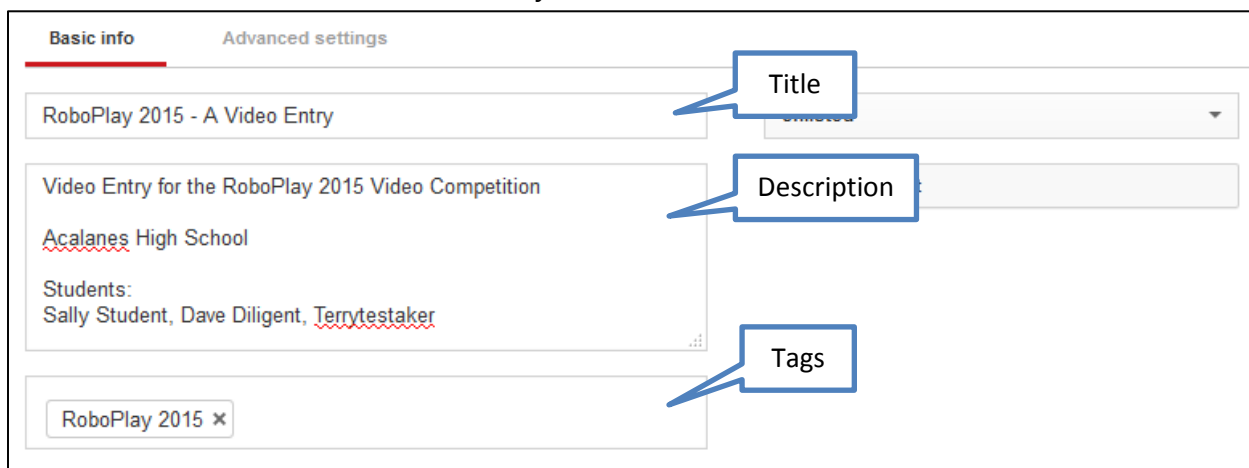 Basic info
Advanced settings
Title
RoboPlay 2015 - A Video Entry
Description
Video Entry for the RoboPlay 2015 Video Competition
Acalanes High School
Students:
Sally Student, Dave Diligent, Terrytestaker
Tags
RoboPlay 2015 ×